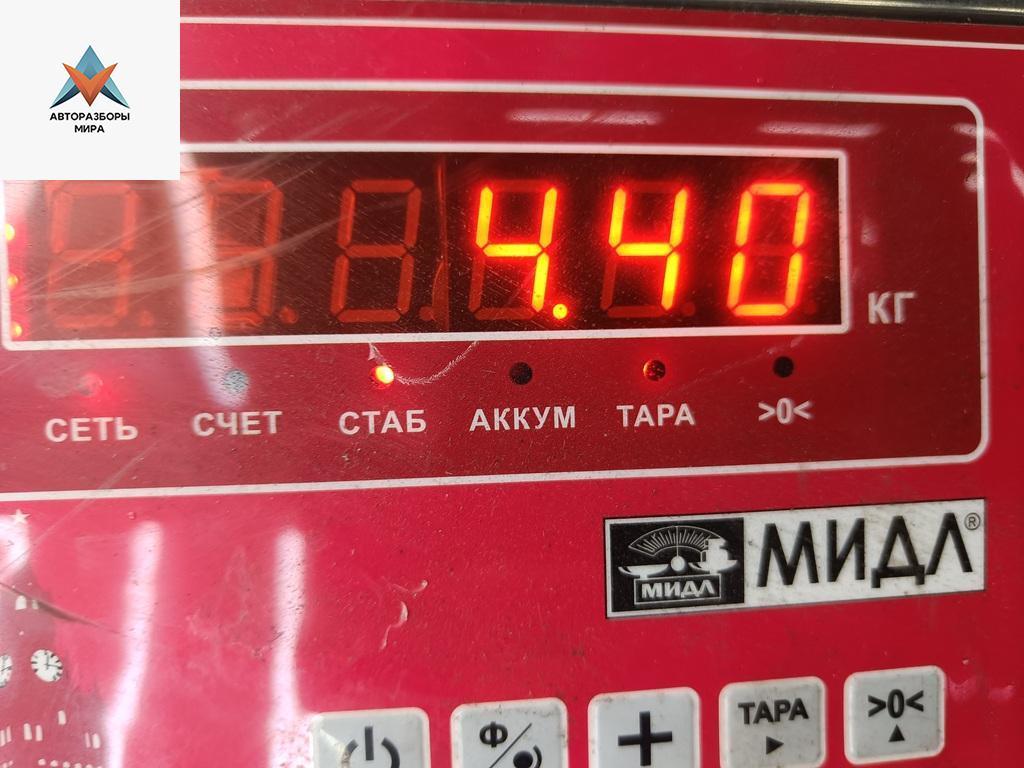 АВТОРАЗБОРЫ
МИРА
4.40
КГ
СЕТЬ СЧЕТ СТАБ АККУМ ТАРА >0<
МИДЛ МИДЛ®
Ф/ + ТАРА >0<